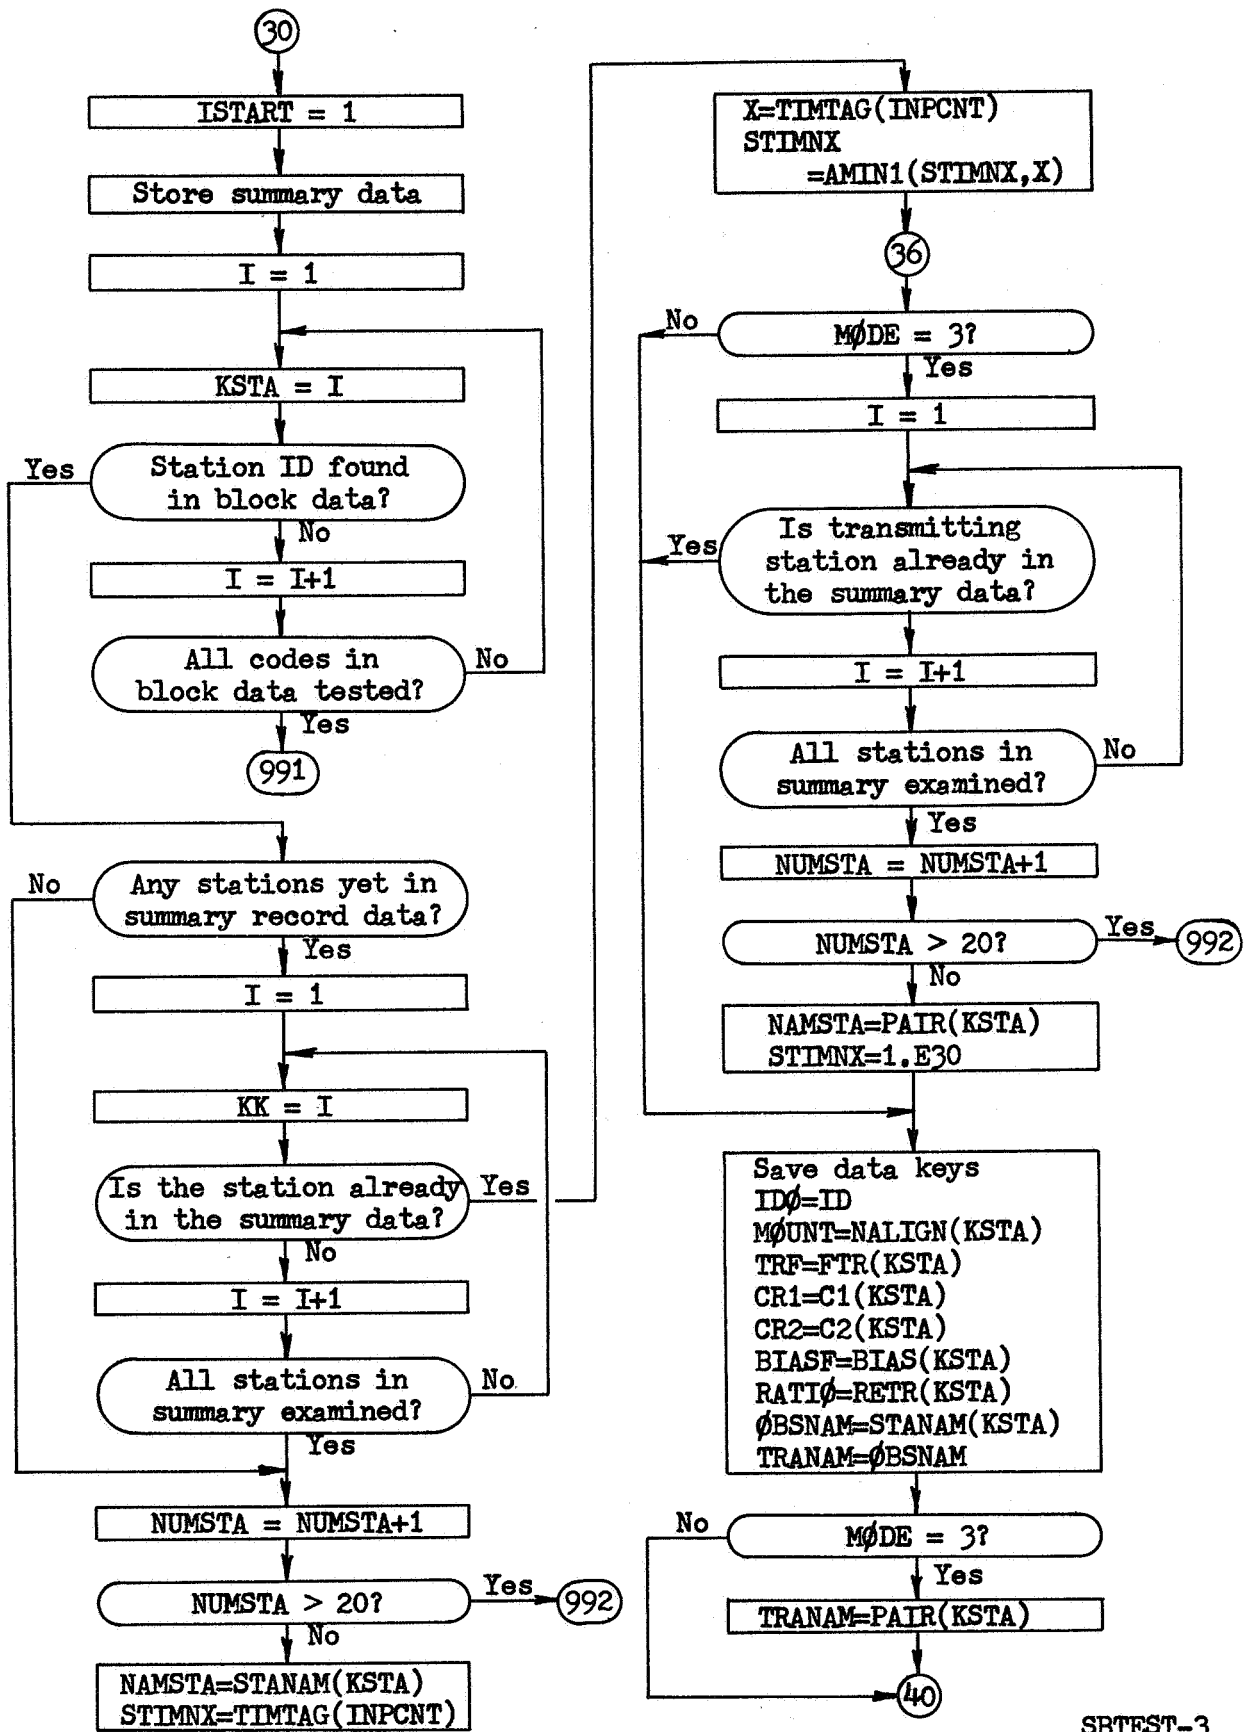 30
ISTART = 1
Store summary data
I = 1
KSTA = I
Station ID found
in block data?
Yes
No
I = I+1
All codes in
block data tested?
No
Yes
991
Any stations yet in
summary record data?
No
Yes
I = 1
KK = I
Is the station already
in the summary data?
Yes
No
I = I+1
All stations in
summary examined?
No
Yes
NUMSTA = NUMSTA+1
NUMSTA > 20?
Yes
992
No
NAMSTA=STANAM(KSTA)
STIMNX=TIMTAG(INPCNT)
X=TIMTAG(INPCNT)
STIMNX
=AMIN1(STIMNX,X)
36
MØDE = 3?
No
Yes
I = 1
Is transmitting
station already in
the summary data?
Yes
I = I+1
All stations in
summary examined?
No
Yes
NUMSTA = NUMSTA+1
NUMSTA > 20?
Yes
992
No
NAMSTA=PAIR(KSTA)
STIMNX=1.E30
Save data keys
IDØ=ID
MØUNT=NALIGN(KSTA)
TRF=FTR(KSTA)
CR1=C1(KSTA)
CR2=C2(KSTA)
BIASF=BIAS(KSTA)
RATIØ=RETR(KSTA)
ØBSNAM=STANAM(KSTA)
TRANAM=ØBSNAM
MØDE = 3?
No
Yes
TRANAM=PAIR(KSTA)
40
SBTEST-3